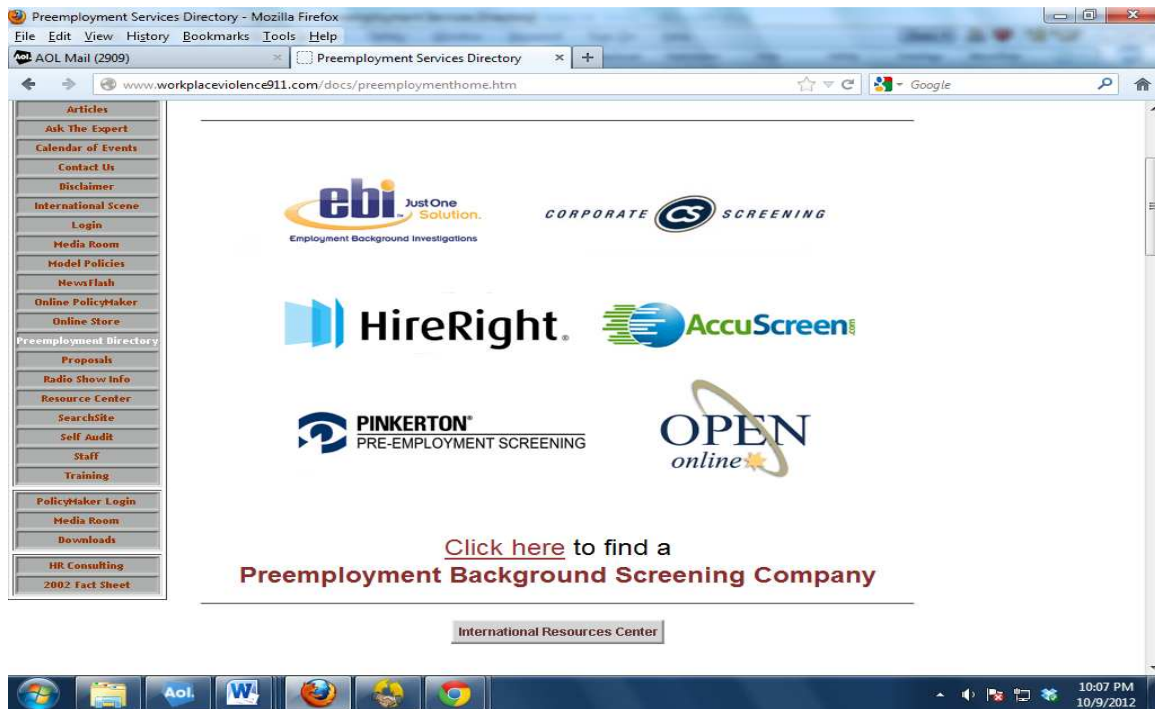 Preemployment Services Directory - Mozilla Firefox
File Edit View History Bookmarks Tools Help
Aol. AOL Mail (2909) × Preemployment Services Directory × +
www.workplaceviolence911.com/docs/preemploymenthome.htm Google
Articles
Ask The Expert
Calendar of Events
Contact Us
Disclaimer
International Scene
Login
Media Room
Model Policies
NewsFlash
Online PolicyMaker
Online Store
Preemployment Directory
Proposals
Radio Show Info
Resource Center
SearchSite
Self Audit
Staff
Training
PolicyMaker Login
Media Room
Downloads
HR Consulting
2002 Fact Sheet
ebi JustOne
Solution.
Employment Background Investigations
CORPORATE CS SCREENING
HireRight.
AccuScreen.com
PINKERTON®
PRE-EMPLOYMENT SCREENING
OPEN
online
Click here to find a
Preemployment Background Screening Company
International Resources Center
Aol. W
10:07 PM
10/9/2012